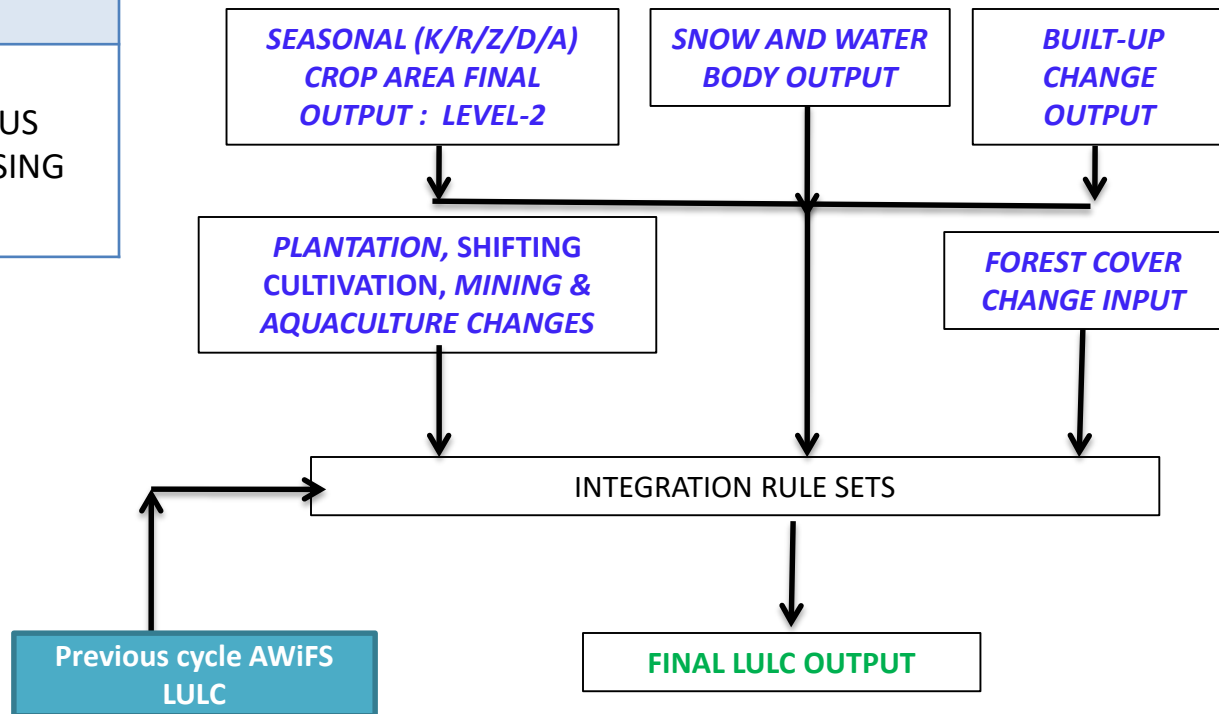 US
SING
SEASONAL (K/R/Z/D/A)
CROP AREA FINAL
OUTPUT : LEVEL-2
SNOW AND WATER
BODY OUTPUT
BUILT-UP
CHANGE
OUTPUT
PLANTATION, SHIFTING
CULTIVATION, MINING &
AQUACULTURE CHANGES
FOREST COVER
CHANGE INPUT
INTEGRATION RULE SETS
Previous cycle AWiFS
LULC
FINAL LULC OUTPUT